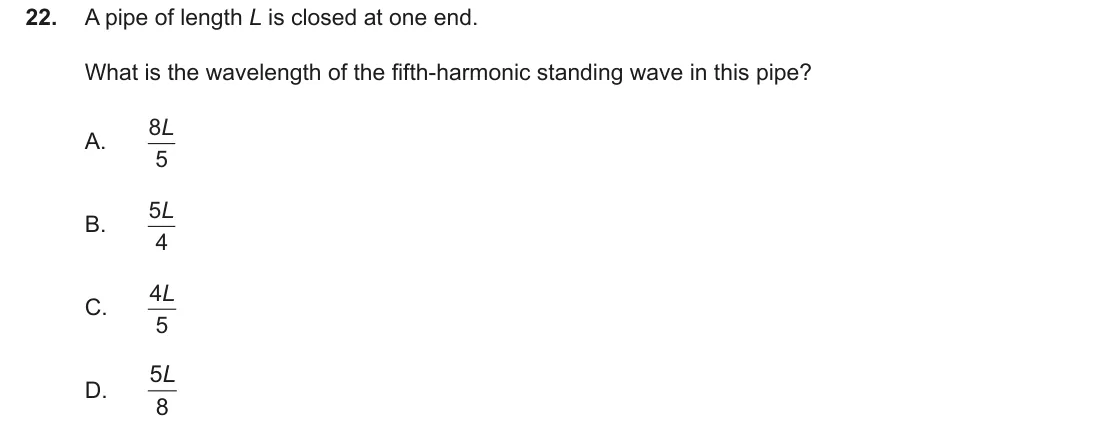 22. A pipe of length L is closed at one end.
What is the wavelength of the fifth-harmonic standing wave in this pipe?
A. 8L
5
B. 5L
4
C. 4L
5
D. 5L
8